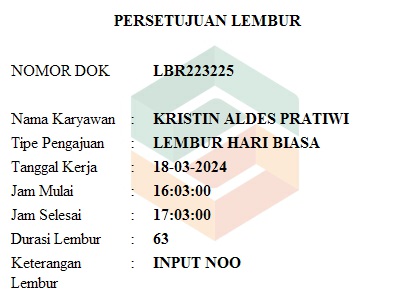 PERSETUJUAN LEMBUR
NOMOR DOK LBR223225
Nama Karyawan : KRISTIN ALDES PRATIWI
Tipe Pengajuan : LEMBUR HARI BIASA
Tanggal Kerja : 18-03-2024
Jam Mulai : 16:03:00
Jam Selesai : 17:03:00
Durasi Lembur : 63
Keterangan : INPUT NOO
Lembur